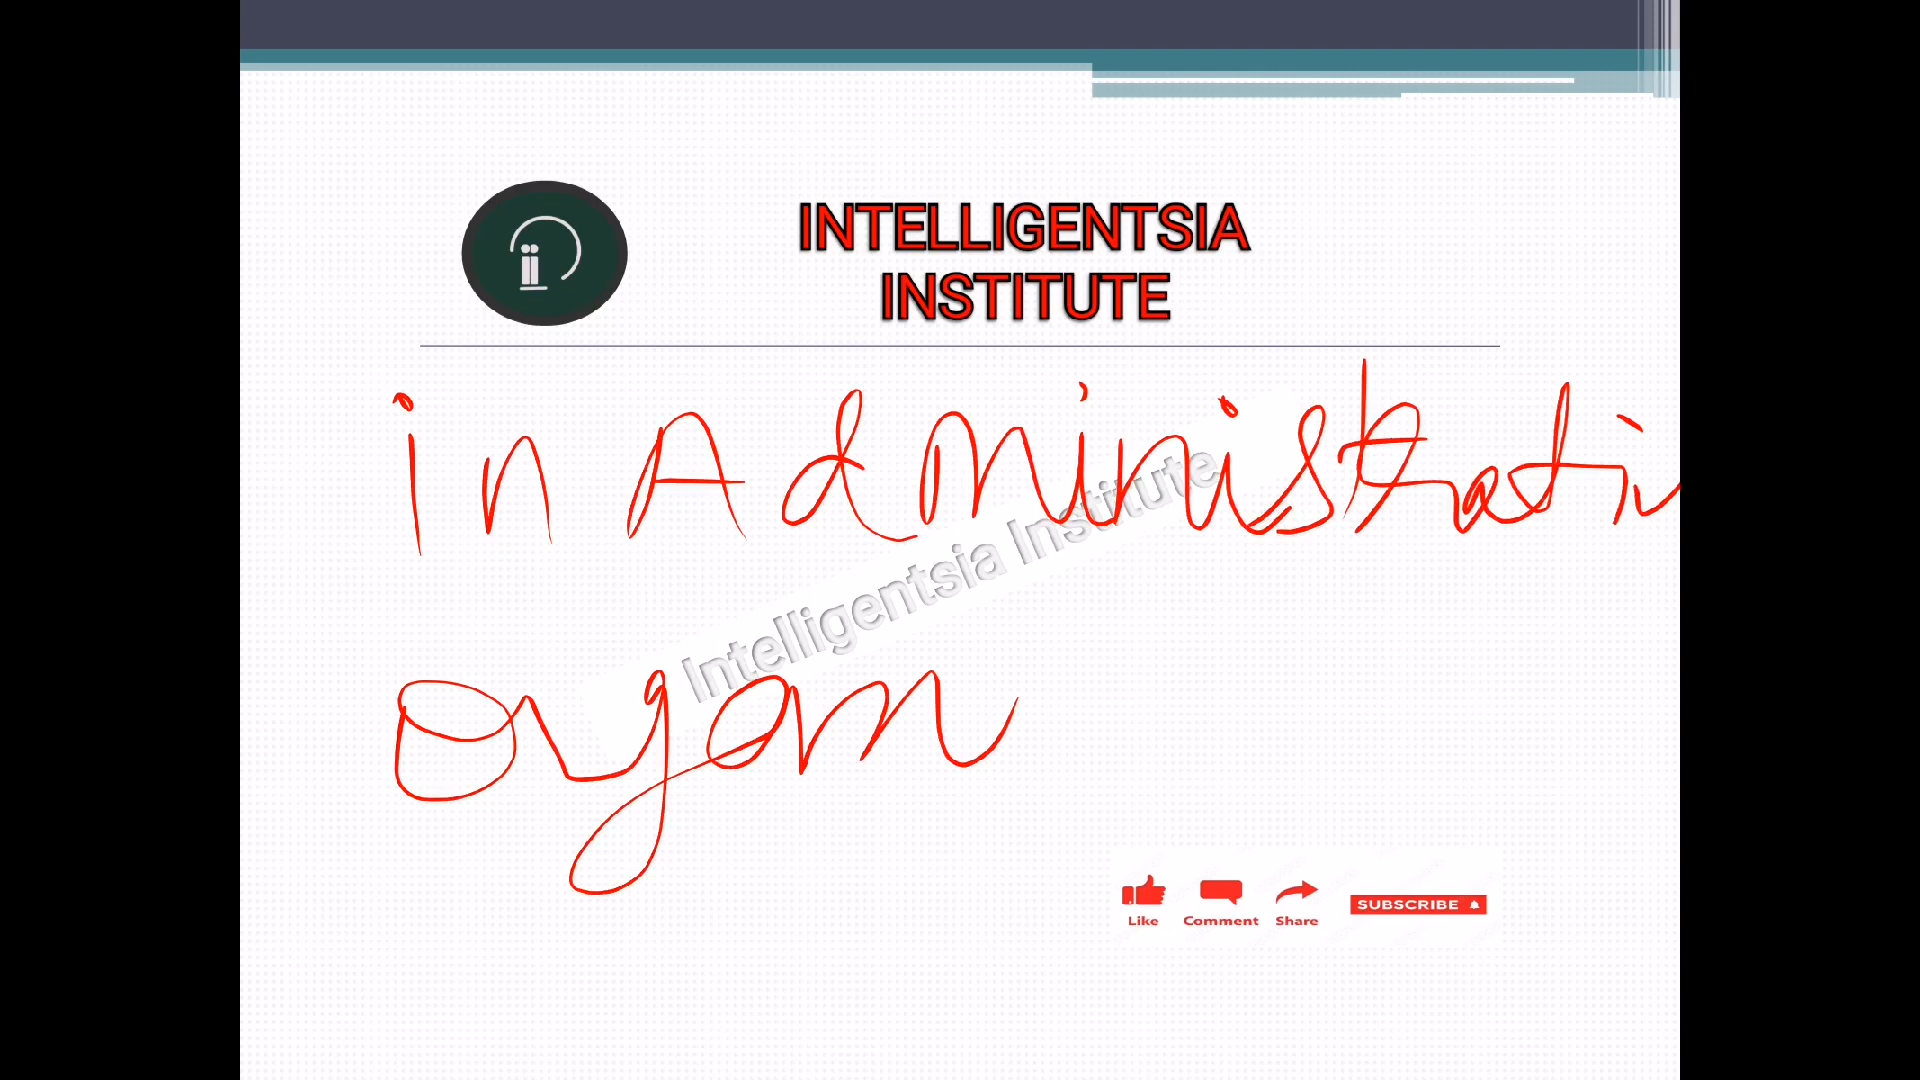 INTELLIGENTSIA
INSTITUTE
in Administrati
organ
Intelligentsia Institute
Like Comment Share SUBSCRIBE